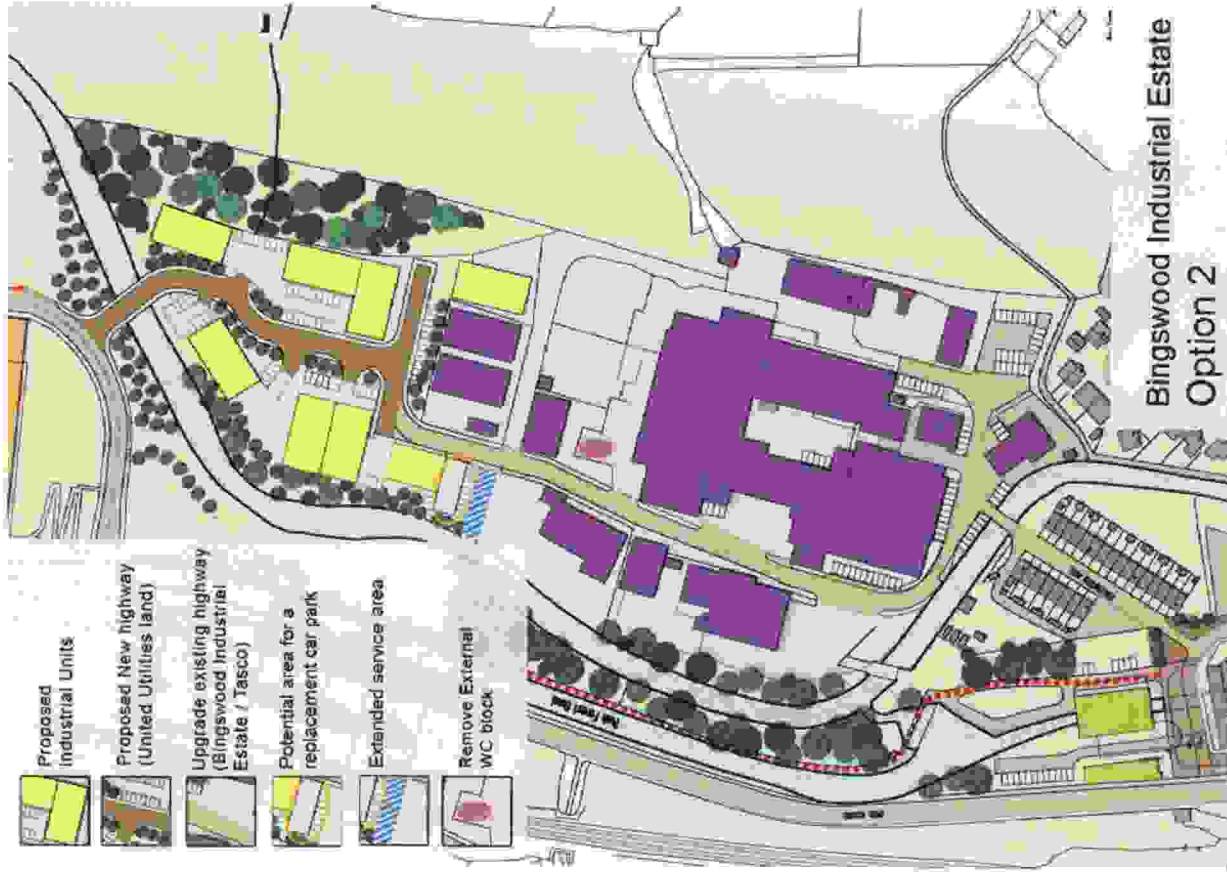 Proposed
Industrial Units
Proposed New highway
(United Utilities land)
Upgrade existing highway
(Bingswood Industrial
Estate / Tasco)
Potential area for a
replacement car park
Extended service area
Remove External
WC block
Bingswood Industrial Estate
Option 2